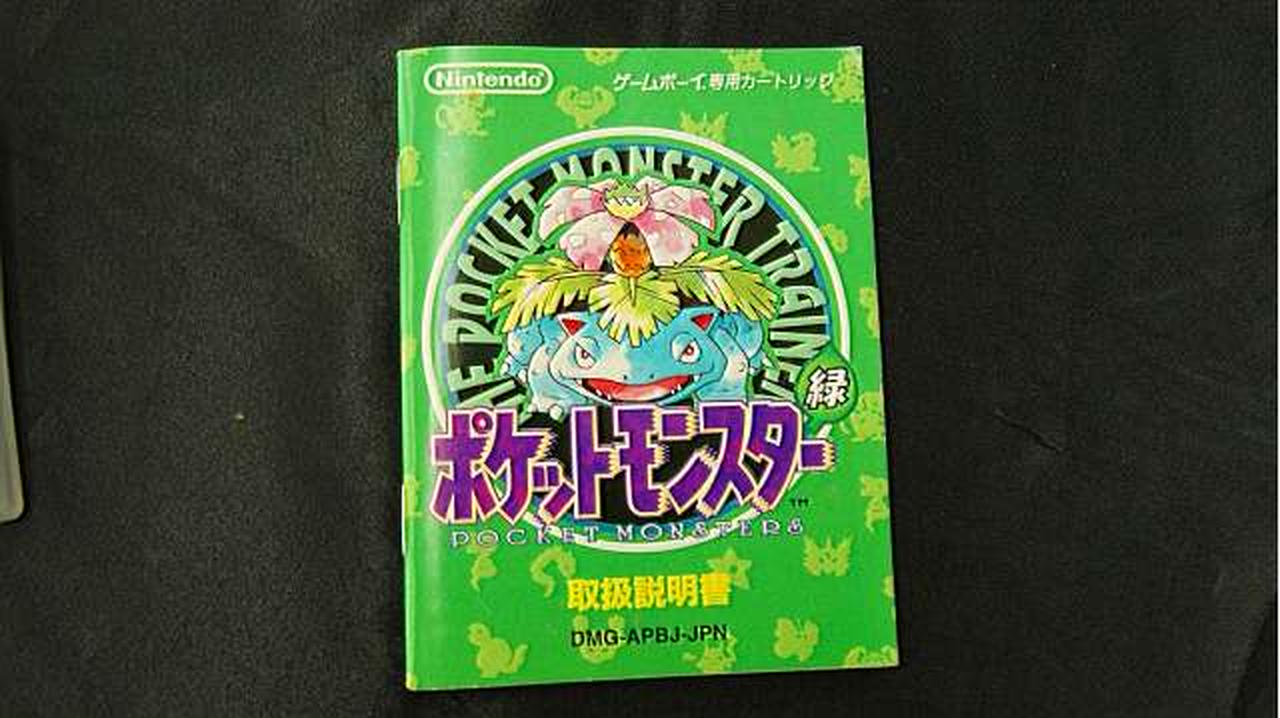 Nintendo
ゲームボーイ専用カートリッジ
THE POCKET MONSTER TRAINER
緑
ポケットモンスター
TM
POCKET MONSTERS
取扱説明書
DMG-APBJ-JPN